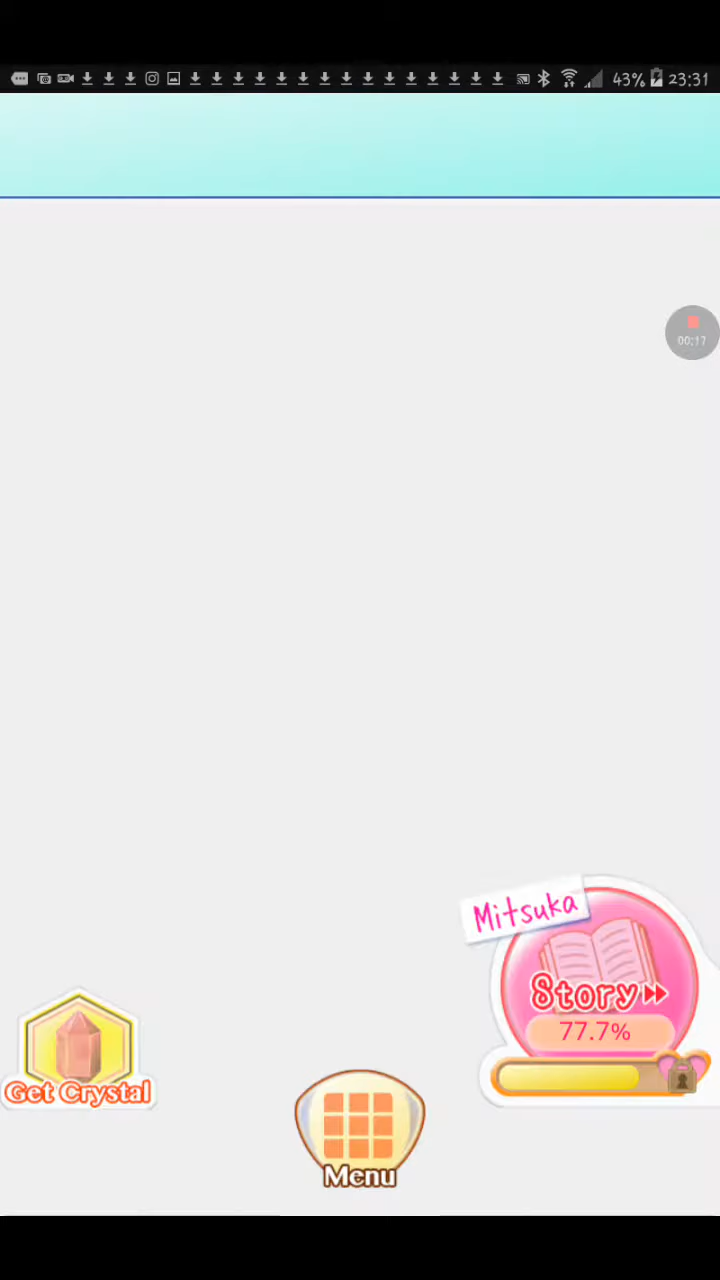 43% 23:31
00:17
Mitsuka
Story
77.7%
Get Crystal
Menu